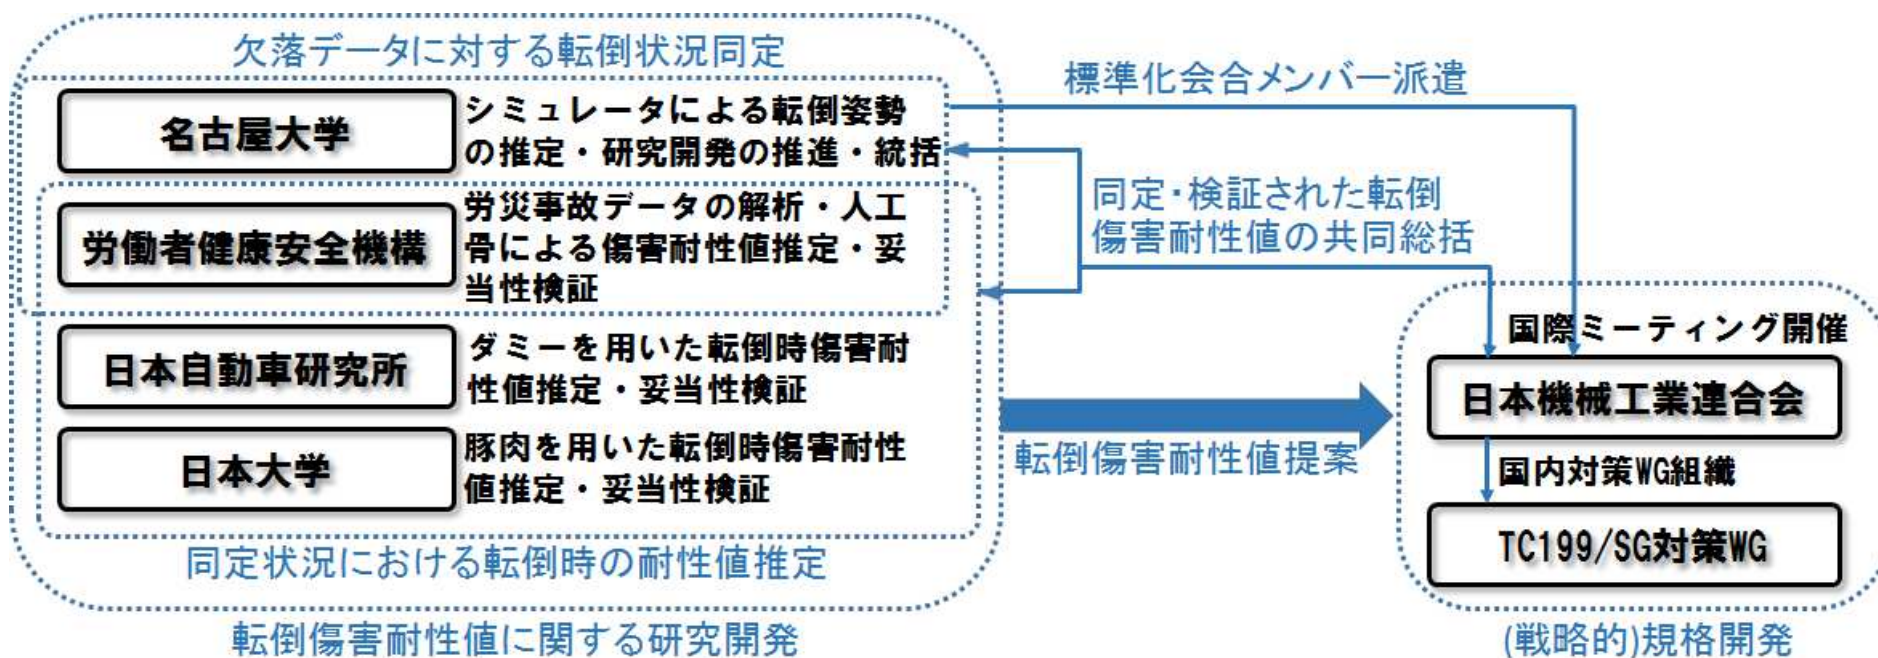 欠落データに対する転倒状況同定
名古屋大学
シミュレータによる転倒姿勢
の推定・研究開発の推進・統括
労働者健康安全機構
労災事故データの解析・人工
骨による傷害耐性値推定・妥
当性検証
日本自動車研究所
ダミーを用いた転倒時傷害耐
性値推定・妥当性検証
日本大学
豚肉を用いた転倒時傷害耐性
値推定・妥当性検証
同定状況における転倒時の耐性値推定
転倒傷害耐性値に関する研究開発
標準化会合メンバー派遣
同定・検証された転倒
傷害耐性値の共同総括
転倒傷害耐性値提案
国際ミーティング開催
日本機械工業連合会
国内対策WG組織
TC199/SG対策WG
(戦略的)規格開発